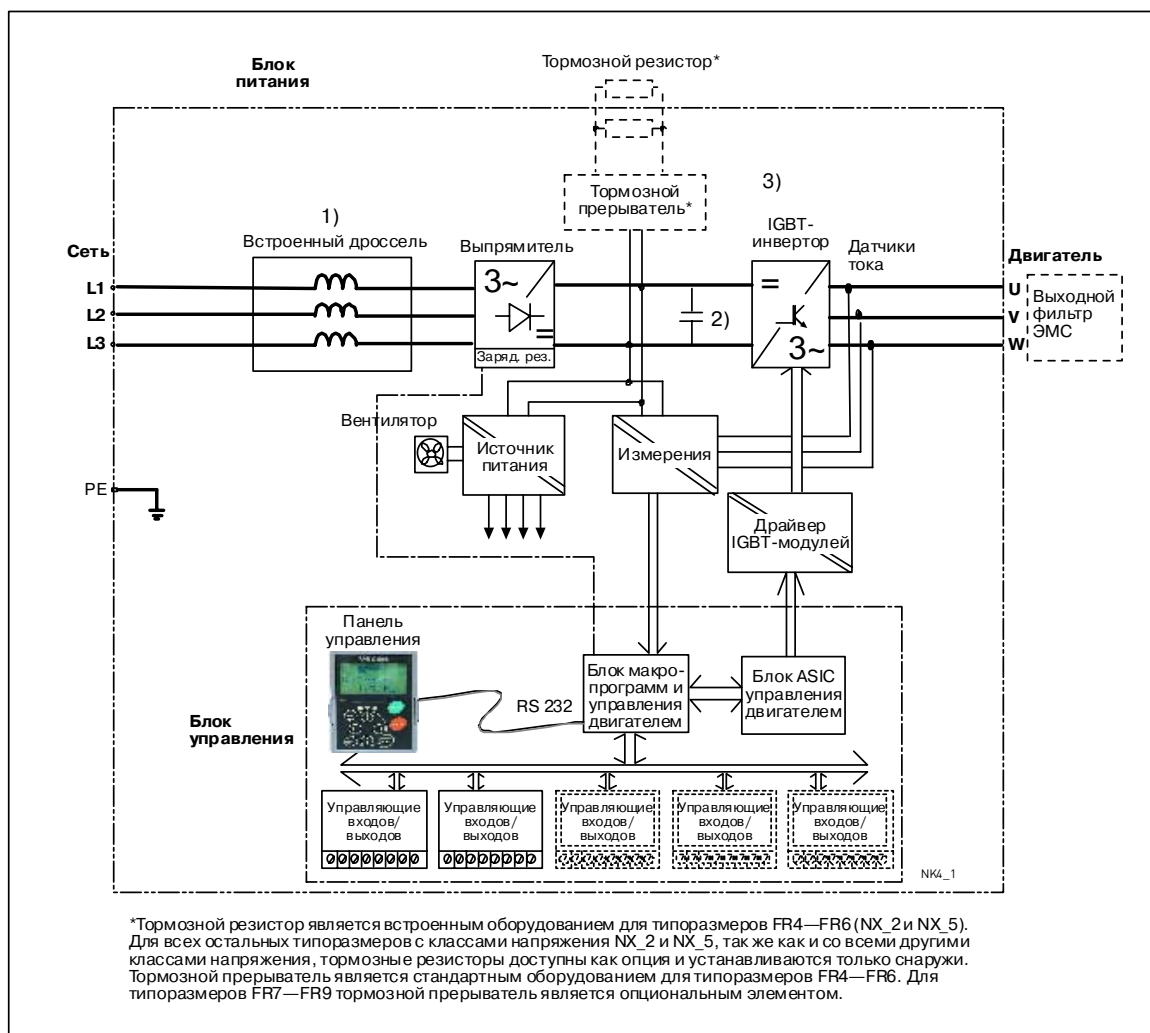 Блок
питания
Тормозной резистор*
Тормозной
прерыватель*
3)
1)
Встроенный дроссель
Выпрямитель
IGBT-
инвертор
Датчики
тока
Сеть
Двигатель
L1
L2
L3
3~
=
Заряд. рез.
2)
=
3~
U
V
W
Выходной
фильтр
ЭМС
Вентилятор
Источник
питания
Измерения
PE
Драйвер
IGBT-модулей
Панель
управления
Блок макро-
программ и
управления
двигателем
Блок ASIC
управления
двигателем
RS 232
Блок
управления
Управляющие
входов/
выходов
Управляющие
входов/
выходов
Управляющие
входов/
выходов
Управляющие
входов/
выходов
Управляющие
входов/
выходов
NK4_1
*Тормозной резистор является встроенным оборудованием для типоразмеров FR4—FR6 (NX_2 и NX_5).
Для всех остальных типоразмеров с классами напряжения NX_2 и NX_5, так же как и со всеми другими
классами напряжения, тормозные резисторы доступны как опция и устанавливаются только снаружи.
Тормозной прерыватель является стандартным оборудованием для типоразмеров FR4—FR6. Для
типоразмеров FR7—FR9 тормозной прерыватель является опциональным элементом.